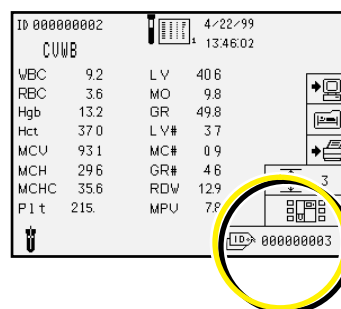 ID 000000002
4/22/99
1
13:46:02
CVWB
WBC 9.2 LY 40 6
RBC 3.6 MO 9.8
Hgb 13.2 GR 49.8
Hct 37 0 LY# 3 7
MCV 93 1 MC# 0 9
MCH 29 6 GR# 4 6
MCHC 35.6 RDW 12.9
3
Plt 215. MPV 7.8
ID 000000003